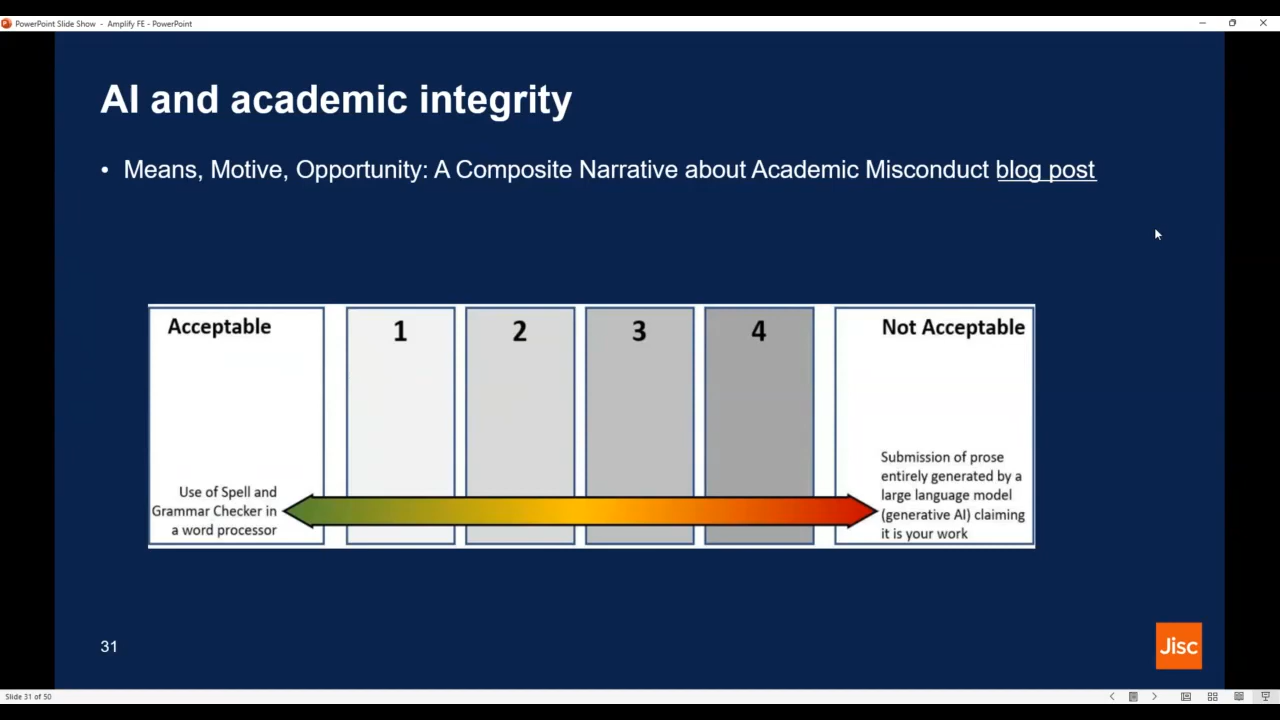 PowerPoint Slide Show - Amplify FE - PowerPoint
AI and academic integrity
• Means, Motive, Opportunity: A Composite Narrative about Academic Misconduct blog post
Acceptable
1
2
3
4
Not Acceptable
Use of Spell and
Grammar Checker in
a word processor
Submission of prose
entirely generated by a
large language model
(generative AI) claiming
it is your work
31
Jisc
Slide 31 of 50